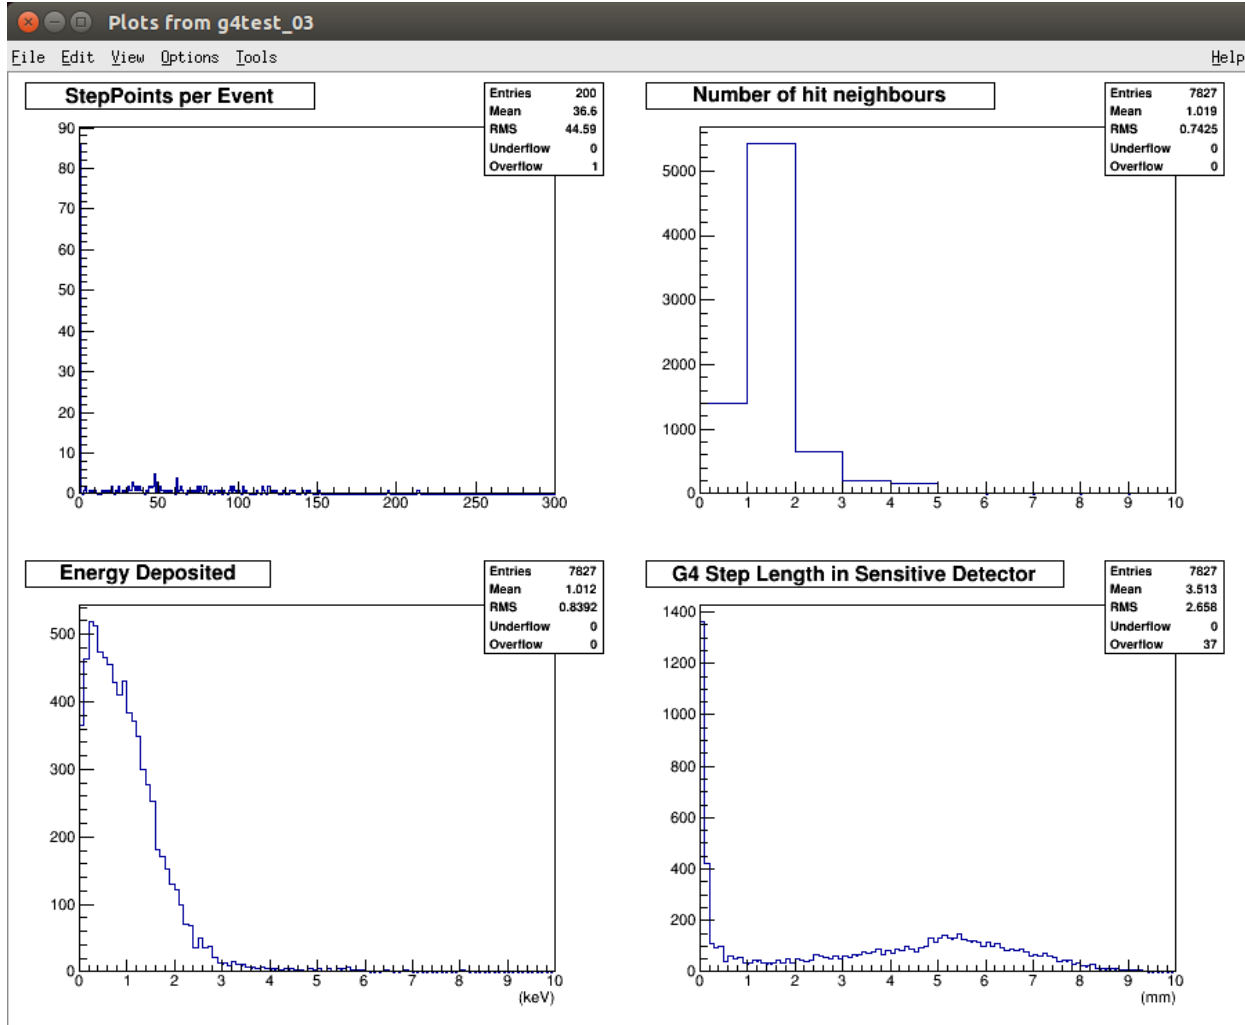 Plots from g4test_03
File Edit View Options Tools Help
StepPoints per Event
Entries 200
Mean 36.6
RMS 44.59
Underflow 0
Overflow 1
90
80
70
60
50
40
30
20
10
0
0 50 100 150 200 250 300
Number of hit neighbours
Entries 7827
Mean 1.019
RMS 0.7425
Underflow 0
Overflow 0
5000
4000
3000
2000
1000
0
0 1 2 3 4 5 6 7 8 9 10
Energy Deposited
Entries 7827
Mean 1.012
RMS 0.8392
Underflow 0
Overflow 0
500
400
300
200
100
0
0 1 2 3 4 5 6 7 8 9 10
(keV)
G4 Step Length in Sensitive Detector
Entries 7827
Mean 3.513
RMS 2.658
Underflow 0
Overflow 37
1400
1200
1000
800
600
400
200
0
0 1 2 3 4 5 6 7 8 9 10
(mm)